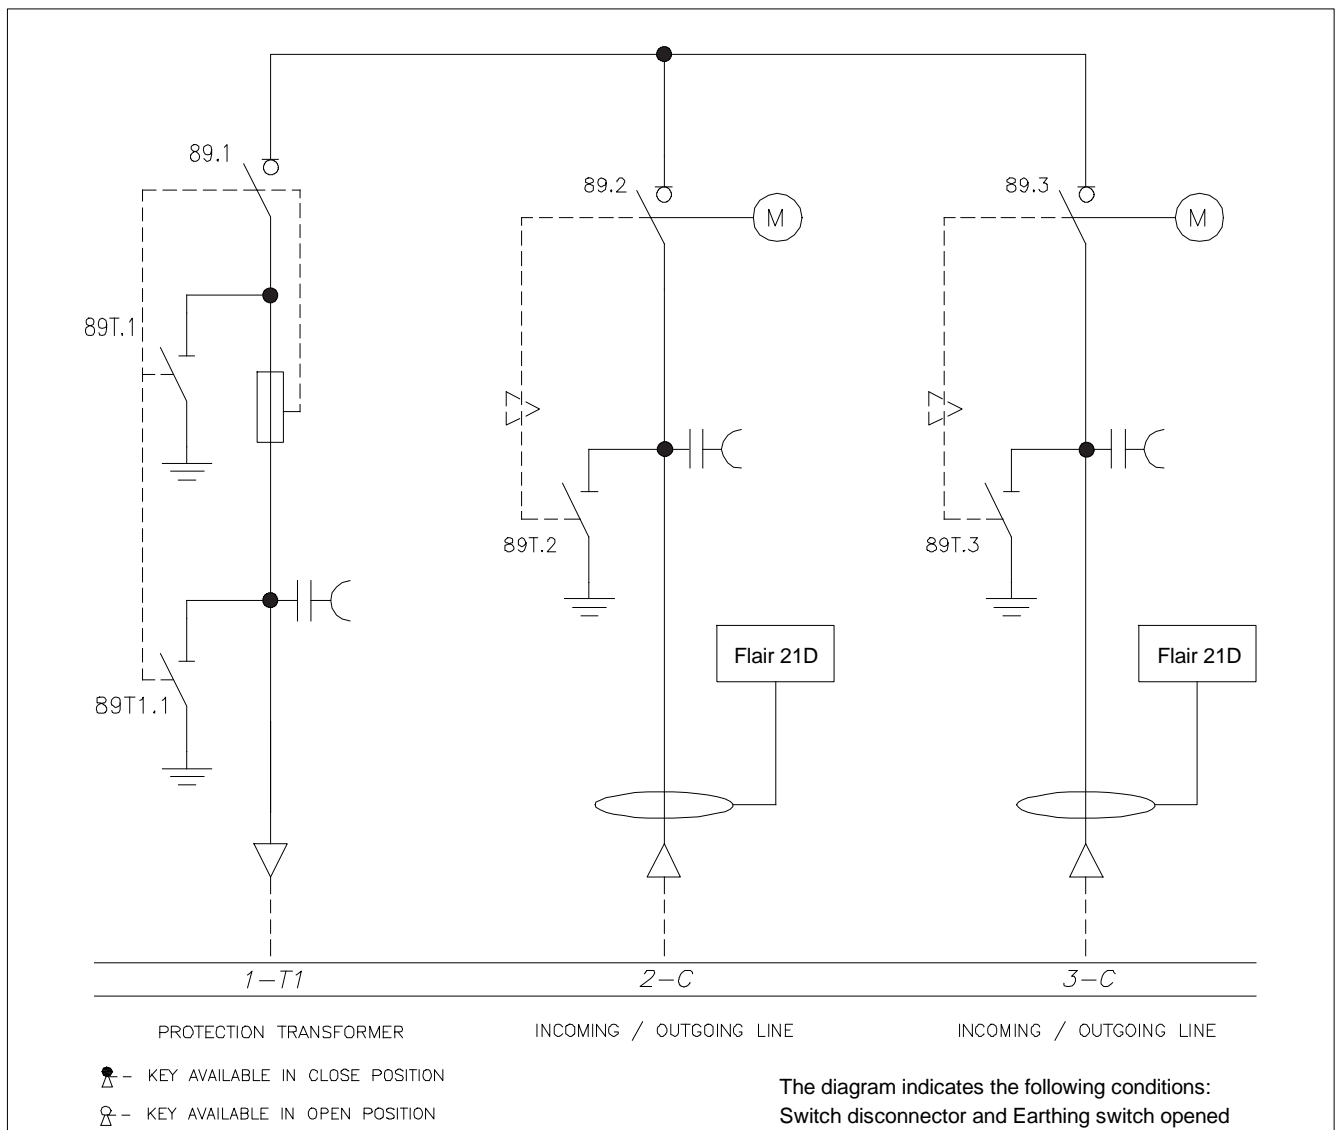 89.1
89.2
89.3
M
M
89T.1
89T.2
89T.3
Flair 21D
Flair 21D
89T1.1
1-T1
2-C
3-C
PROTECTION TRANSFORMER
INCOMING / OUTGOING LINE
INCOMING / OUTGOING LINE
- KEY AVAILABLE IN CLOSE POSITION
- KEY AVAILABLE IN OPEN POSITION
The diagram indicates the following conditions:
Switch disconnector and Earthing switch opened